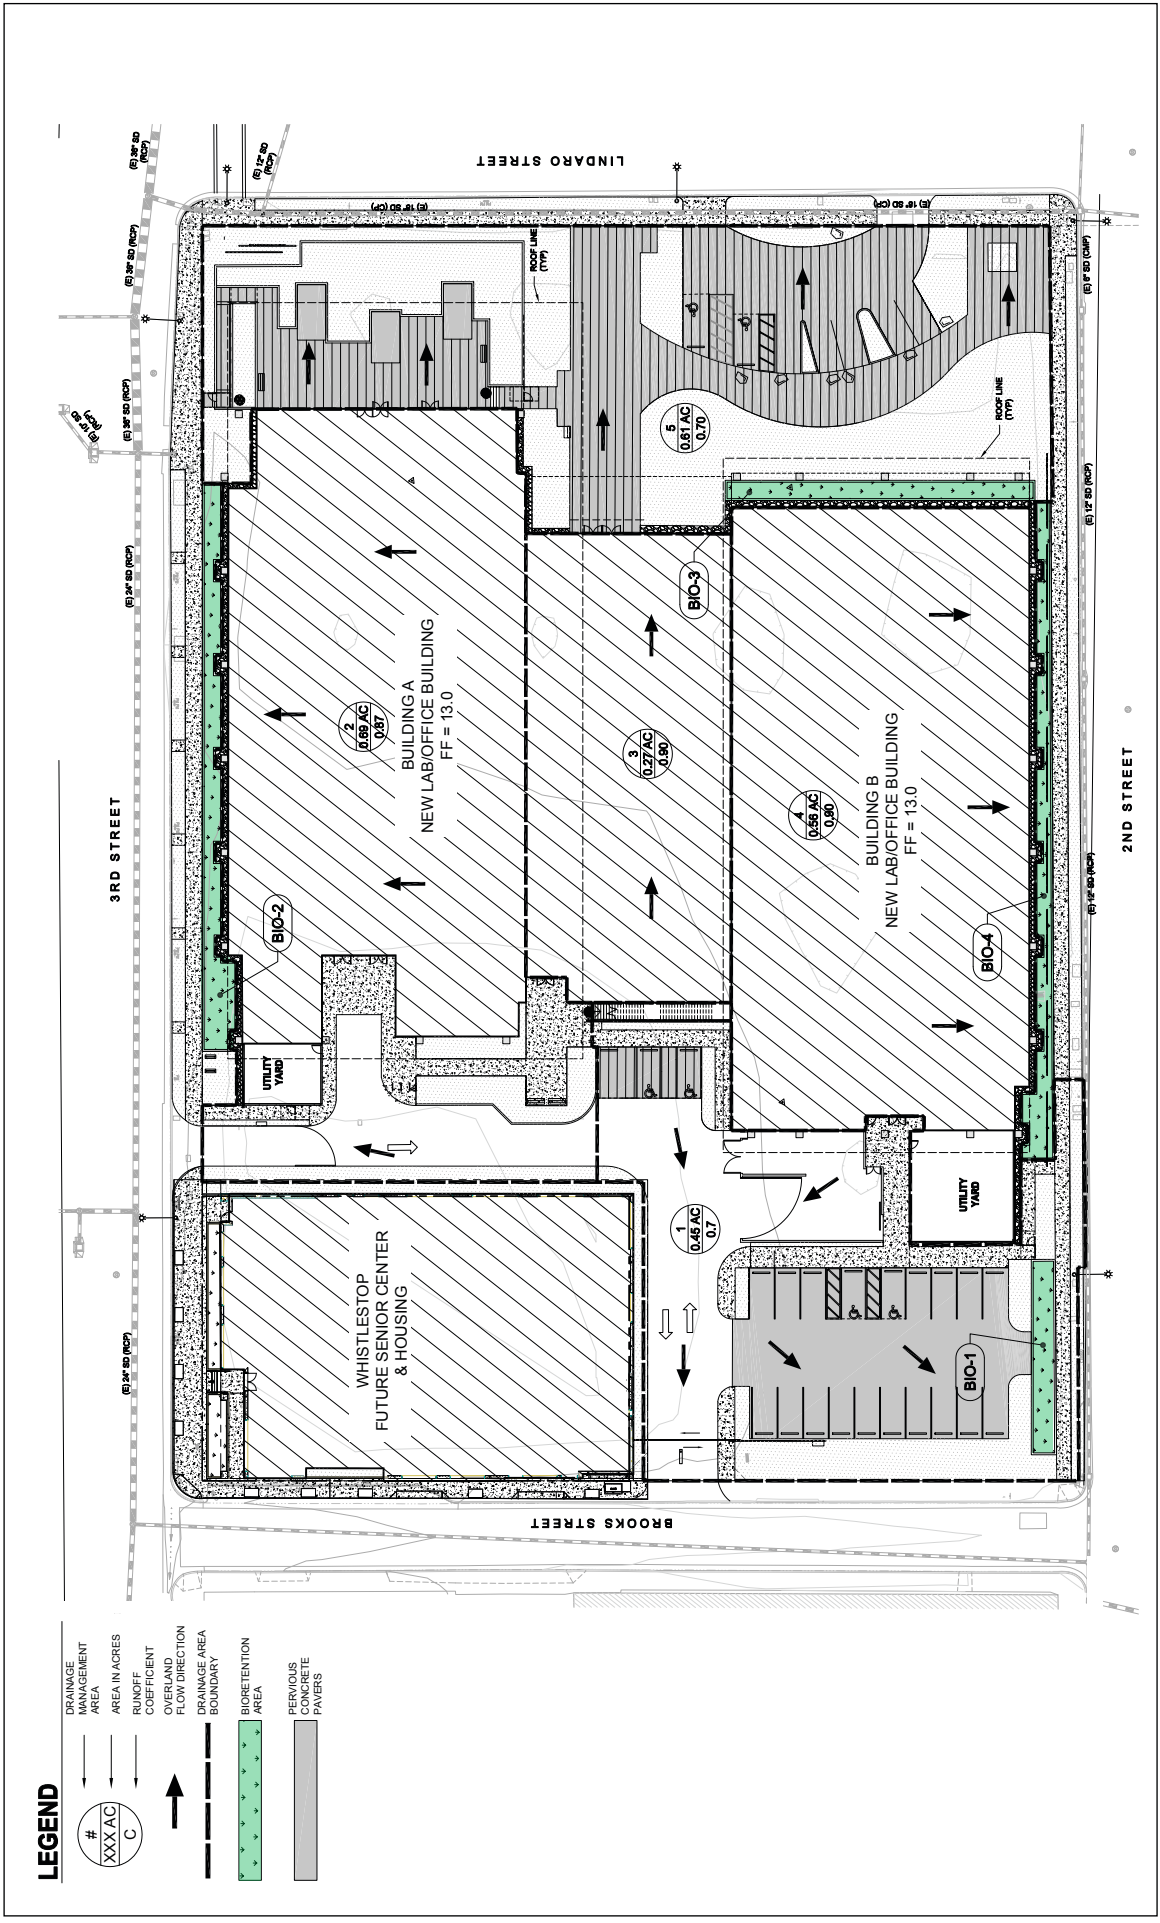 LINDARO STREET
(E) 36" SD
(RCP)
(E) 12" SD
(RCP)
(E) 18" SD (CP)
(E) 18" SD (CP)
(E) 36" SD (RCP)
(E) 6" SD (CMP)
ROOF LINE
(TYP)
(E) 36" SD (RCP)
(E) 10" SD
(RCP)
ROOF LINE
(TYP)
5
0.61 AC
0.70
(E) 12" SD (RCP)
(E) 24" SD (RCP)
BIO-3
3RD STREET
2
0.69 AC
0.87
BUILDING A
NEW LAB/OFFICE BUILDING
FF = 13.0
3
0.27 AC
0.90
4
0.56 AC
0.90
BUILDING B
NEW LAB/OFFICE BUILDING
FF = 13.0
2ND STREET
(E) 12" SD (RCP)
BIO-2
BIO-4
UTILITY
YARD
UTILITY
YARD
1
0.45 AC
0.7
WHISTLESTOP
FUTURE SENIOR CENTER
& HOUSING
(E) 24" SD (RCP)
BIO-1
BROOKS STREET
LEGEND
#
XXX AC
C
DRAINAGE
MANAGEMENT
AREA
AREA IN ACRES
RUNOFF
COEFFICIENT
OVERLAND
FLOW DIRECTION
DRAINAGE AREA
BOUNDARY
BIORETENTION
AREA
PERVIOUS
CONCRETE
PAVERS